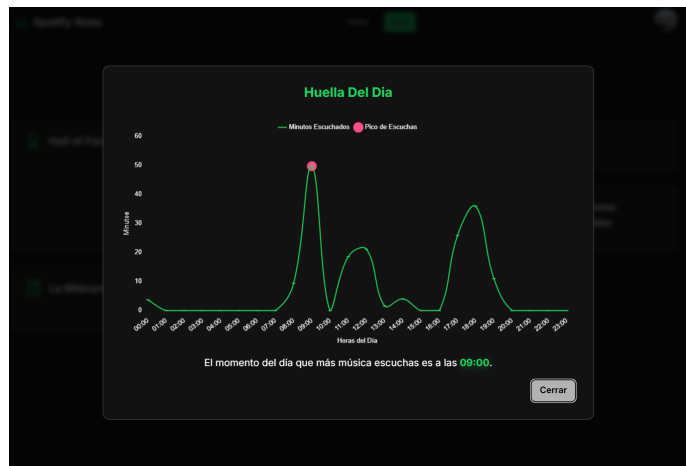 Spotify Stats
Huella Del Dia
Minutos Escuchados Pico de Escuchas
60
50
40
30
20
10
0
Minutos
00:00 01:00 02:00 03:00 04:00 05:00 06:00 07:00 08:00 09:00 10:00 11:00 12:00 13:00 14:00 15:00 16:00 17:00 18:00 19:00 20:00 21:00 22:00 23:00
Horas del Día
El momento del día que más música escuchas es a las 09:00.
Cerrar